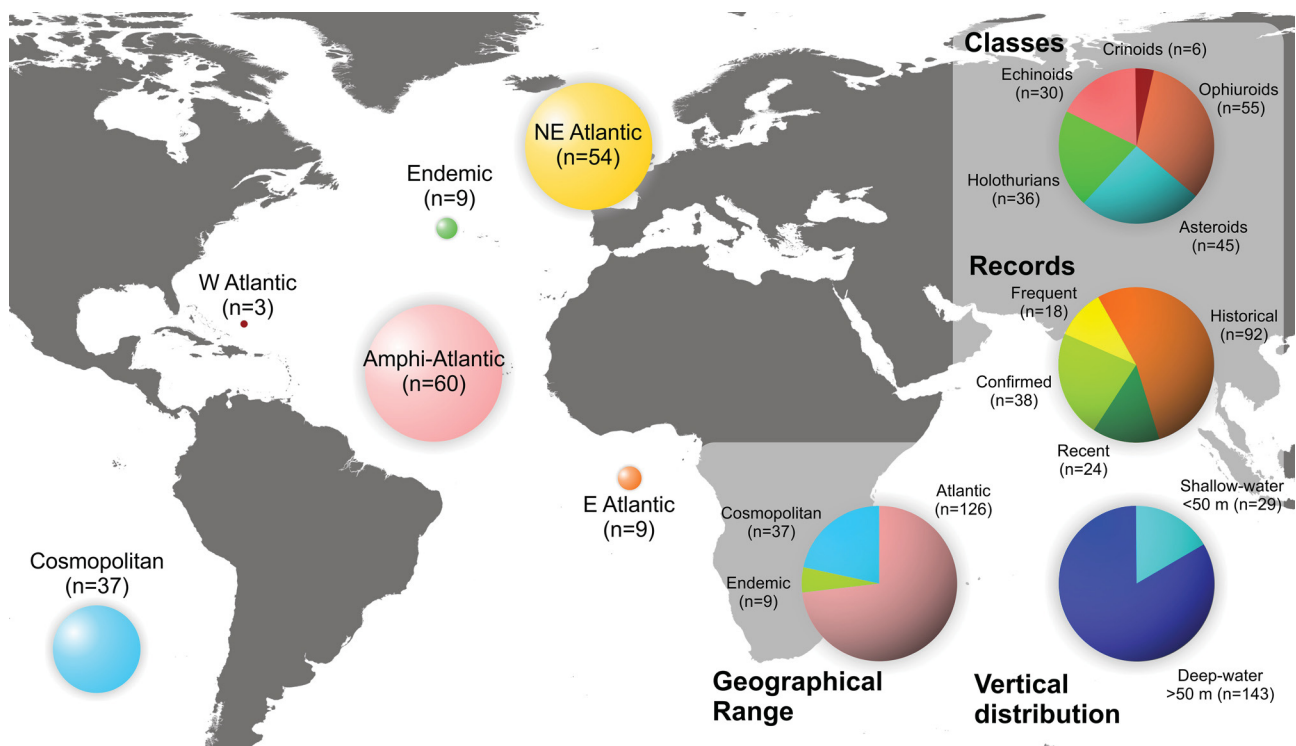 Classes
Crinoids (n=6)
Echinoids
(n=30)
Ophiuroids
(n=55)
Holothurians
(n=36)
Asteroids
(n=45)
NE Atlantic
(n=54)
Endemic
(n=9)
W Atlantic
(n=3)
Amphi-Atlantic
(n=60)
E Atlantic
(n=9)
Cosmopolitan
(n=37)
Records
Frequent
(n=18)
Historical
(n=92)
Confirmed
(n=38)
Recent
(n=24)
Cosmopolitan
(n=37)
Atlantic
(n=126)
Endemic
(n=9)
Geographical
Range
Shallow-water
<50 m (n=29)
Deep-water
>50 m (n=143)
Vertical
distribution